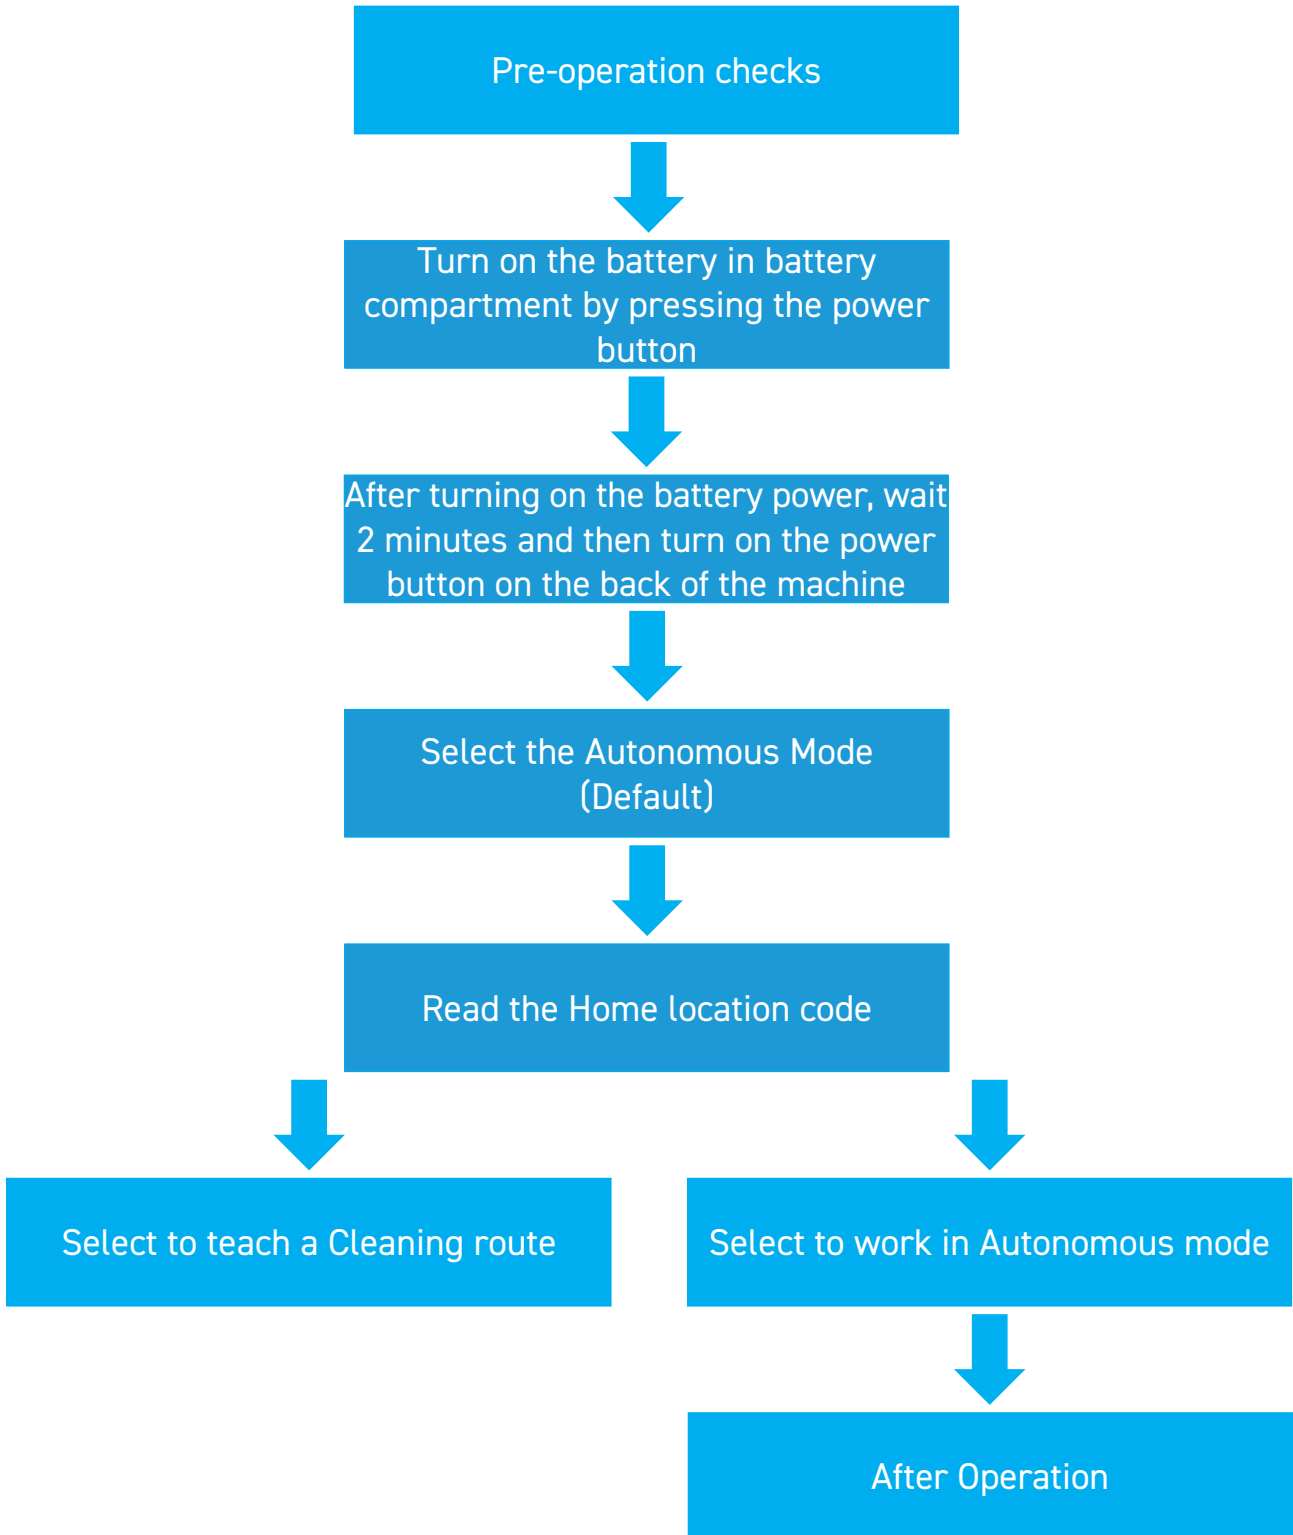 Pre-operation checks
Turn on the battery in battery
compartment by pressing the power
button
After turning on the battery power, wait
2 minutes and then turn on the power
button on the back of the machine
Select the Autonomous Mode
(Default)
Read the Home location code
Select to teach a Cleaning route
Select to work in Autonomous mode
After Operation